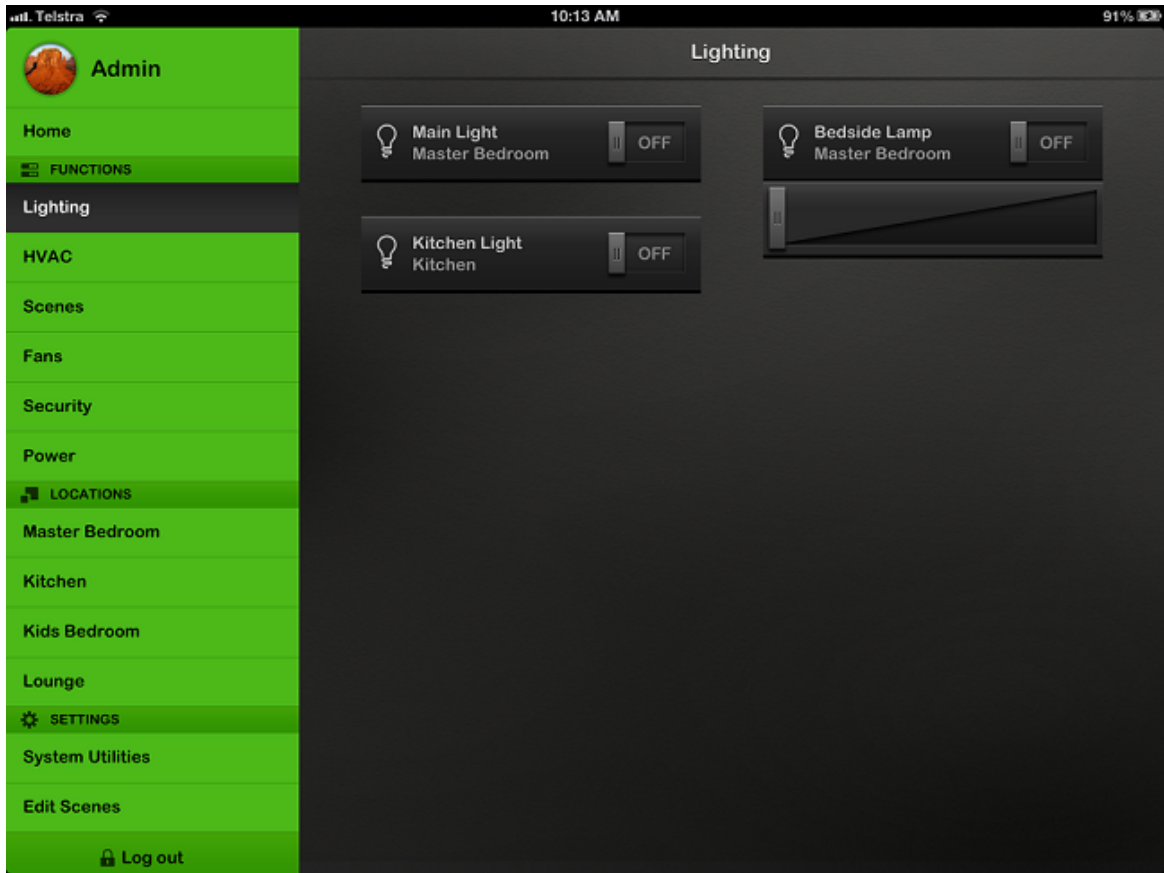 Telstra
10:13 AM
91%
Admin
Home
FUNCTIONS
Lighting
HVAC
Scenes
Fans
Security
Power
LOCATIONS
Master Bedroom
Kitchen
Kids Bedroom
Lounge
SETTINGS
System Utilities
Edit Scenes
Log out
Lighting
Main Light
Master Bedroom
OFF
Bedside Lamp
Master Bedroom
OFF
Kitchen Light
Kitchen
OFF